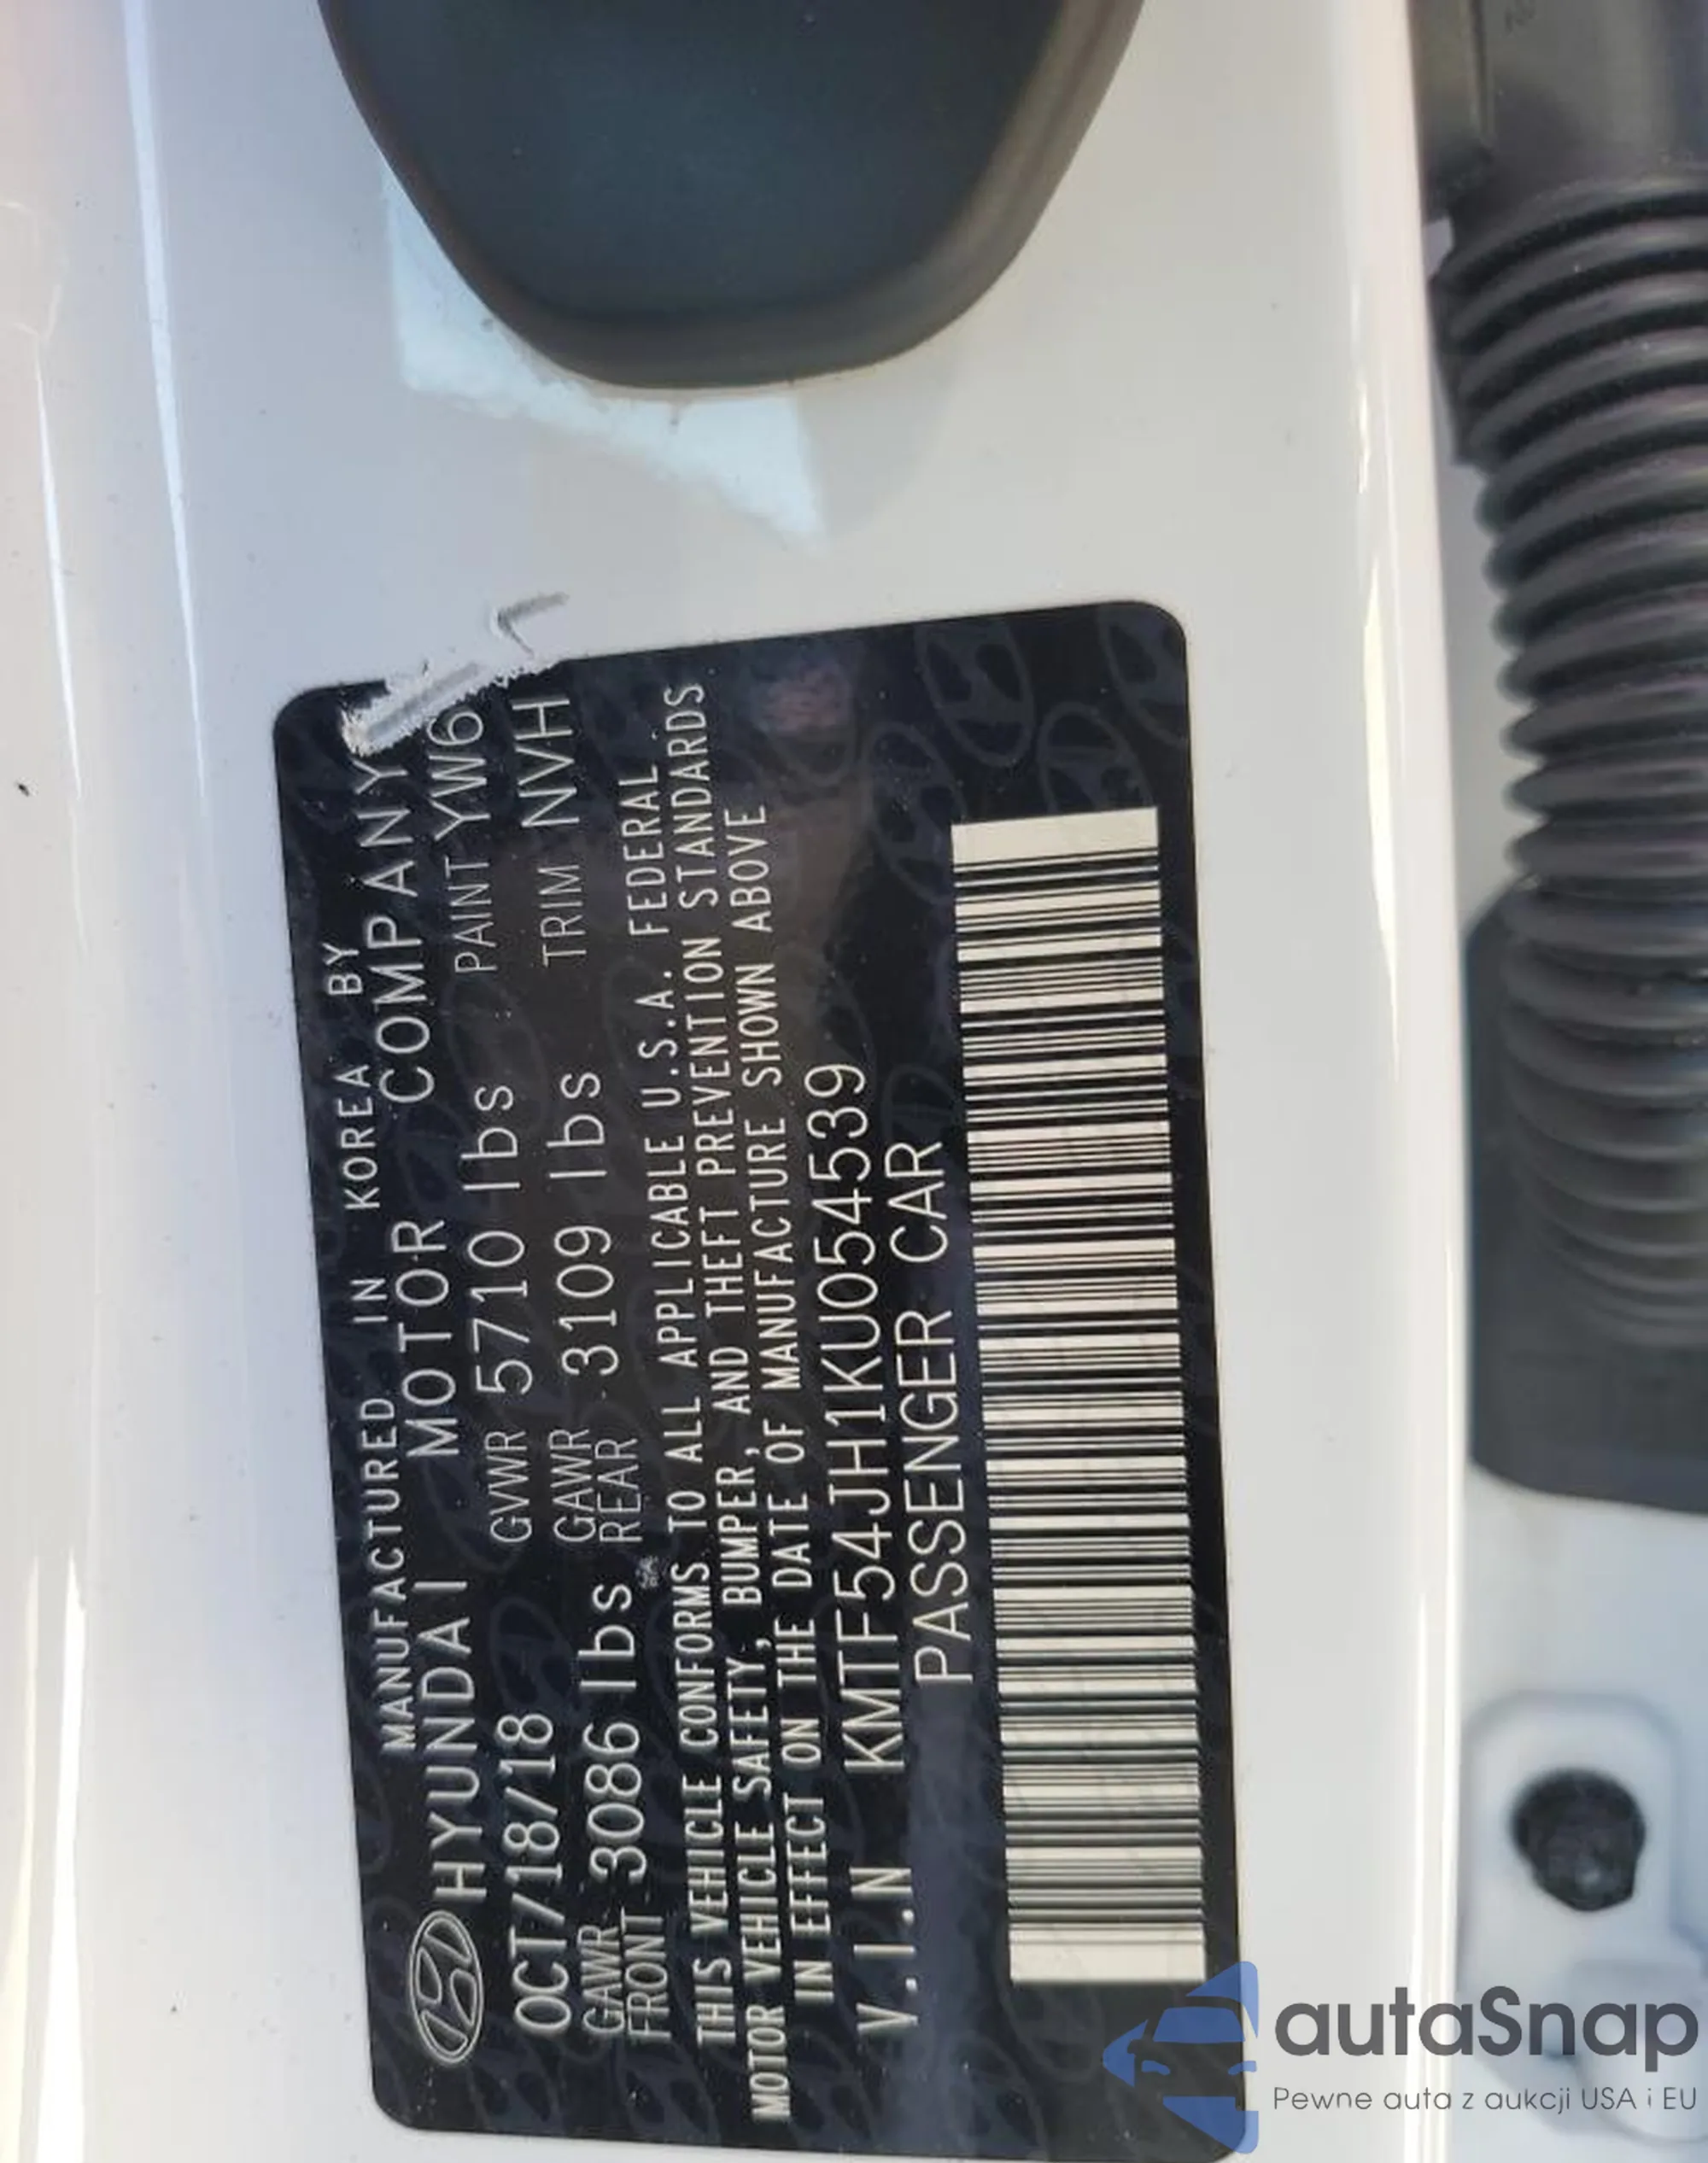 MANUFACTURED IN KOREA BY
HYUNDAI MOTOR COMPANY
OCT/18/18 GVWR 5710 lbs PAINT YW6
GAWR FRONT 3086 lbs GAWR REAR 3109 lbs TRIM NVH
THIS VEHICLE CONFORMS TO ALL APPLICABLE U.S.A. FEDERAL
MOTOR VEHICLE SAFETY, BUMPER, AND THEFT PREVENTION STANDARDS
IN EFFECT ON THE DATE OF MANUFACTURE SHOWN ABOVE
V.I.N KMTF54JH1KU054539
PASSENGER CAR
autaSnap
Pewne auta z aukcji USA i EU